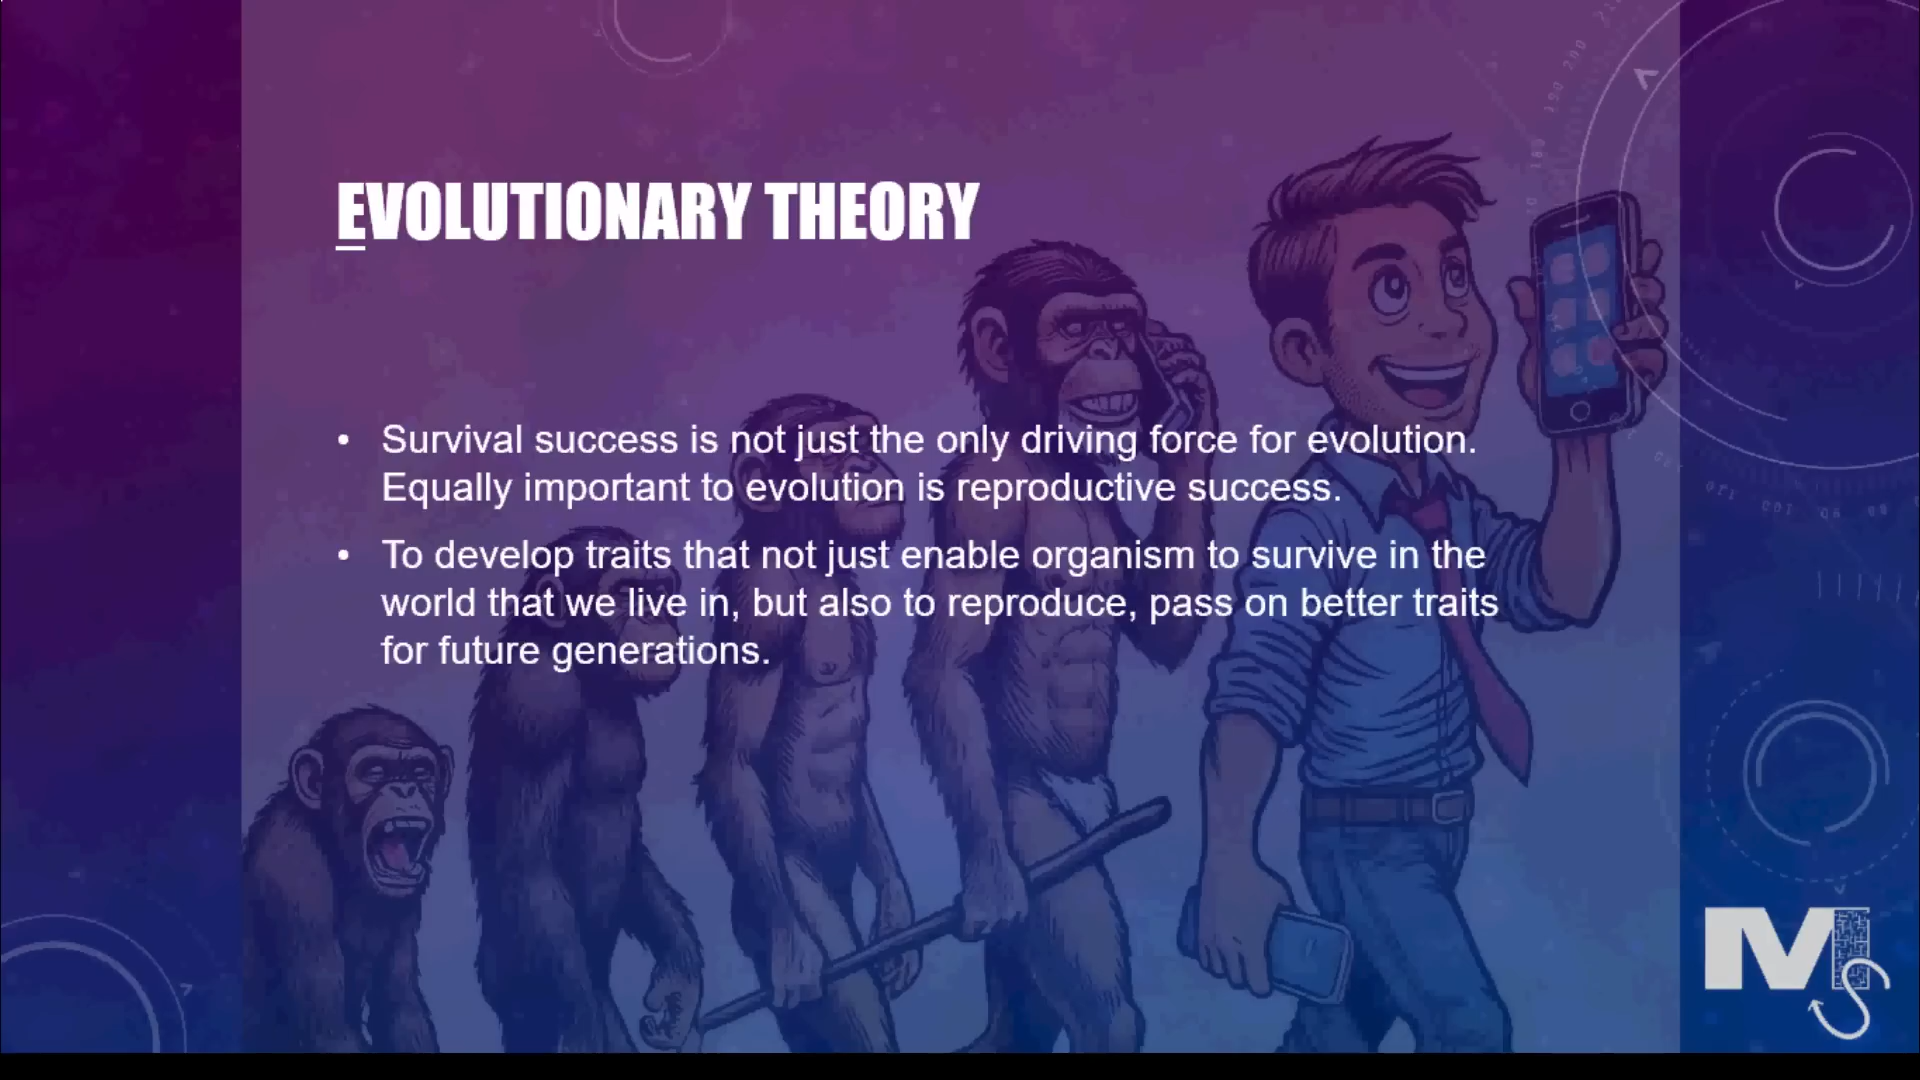 EVOLUTIONARY THEORY
• Survival success is not just the only driving force for evolution.
Equally important to evolution is reproductive success.
• To develop traits that not just enable organism to survive in the
world that we live in, but also to reproduce, pass on better traits
for future generations.